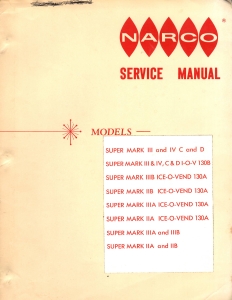 NARCO
SERVICE MANUAL
MODELS —
SUPER MARK III and IV C and D
SUPER MARK III & IV, C & D I-O-V 130B
SUPER MARK IIIB ICE-O-VEND 130A
SUPER MARK IIB ICE-O-VEND 130A
SUPER MARK IIIA ICE-O-VEND 130A
SUPER MARK IIA ICE-O-VEND 130A
SUPER MARK IIIA and IIIB
SUPER MARK IIA and IIB